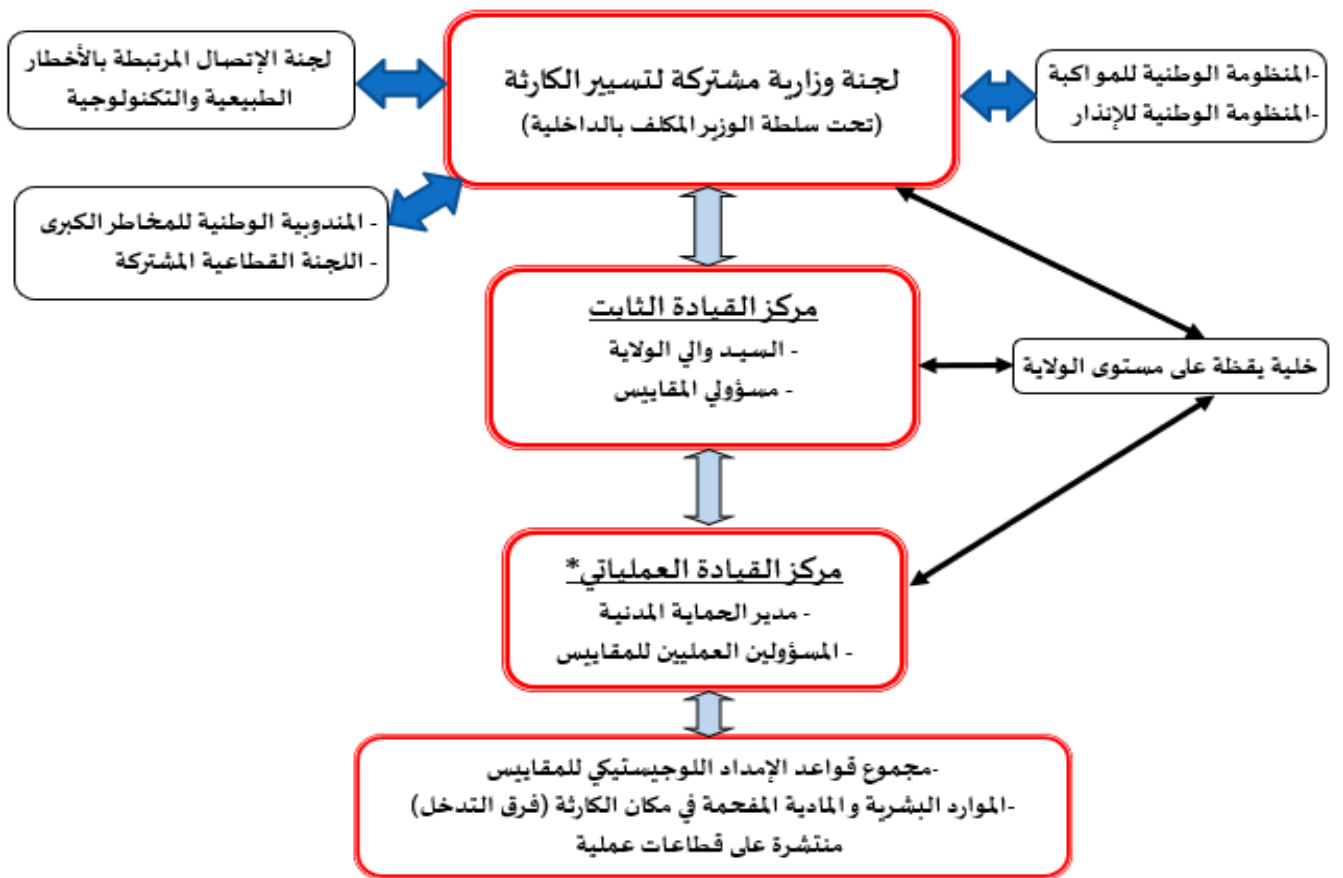 لجنة وزارية مشتركة لتسيير الكارثة
(تحت سلطة الوزير المكلف بالداخلية)
-المنظومة الوطنية للمواكبة
-المنظومة الوطنية للإنذار
لجنة الإتصال المرتبطة بالأخطار
الطبيعية والتكنولوجية
- المندوبية الوطنية للمخاطر الكبرى
- اللجنة القطاعية المشتركة
مركز القيادة الثابت
- السيد والي الولاية
- مسؤولي المقاييس
خلية يقظة على مستوى الولاية
مركز القيادة العملياتي*
- مدير الحماية المدنية
- المسؤولين العمليين للمقاييس
-مجموع قواعد الإمداد اللوجيستيكي للمقاييس
-الموارد البشرية و المادية المفحمة في مكان الكارثة (فرق التدخل)
منتشرة على قطاعات عملية